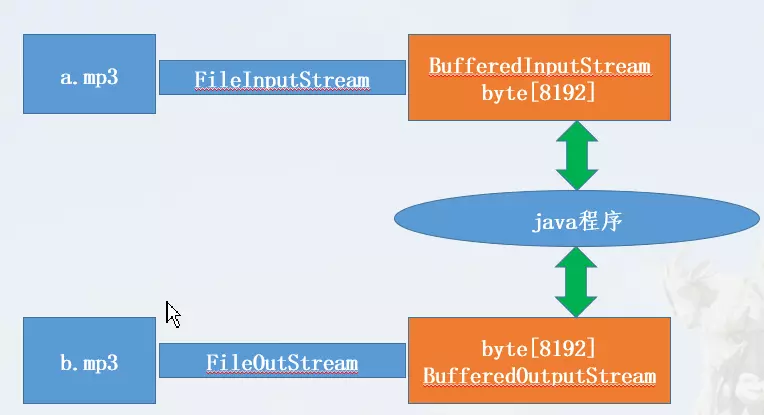 a.mp3
FileInputStream
BufferedInputStream
byte[8192]
java程序
b.mp3
FileOutStream
byte[8192]
BufferedOutputStream